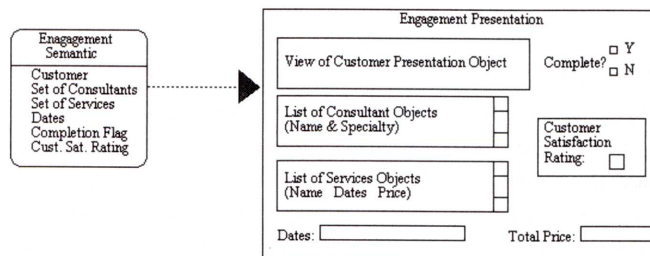 Enagagement
Semantic
Customer
Set of Consultants
Set of Services
Dates
Completion Flag
Cust. Sat. Rating
Engagement Presentation
View of Customer Presentation Object
Complete?
Y
N
List of Consultant Objects
(Name & Specialty)
Customer
Satisfaction
Rating:
List of Services Objects
(Name Dates Price)
Dates:
Total Price: